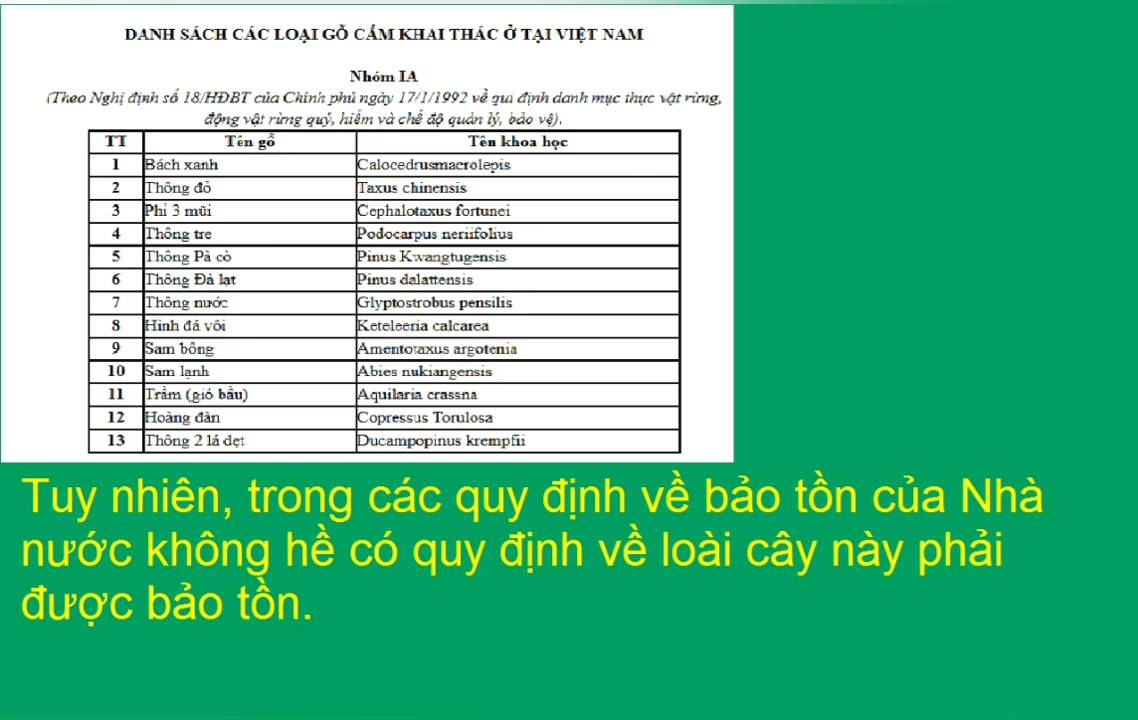 DANH SÁCH CÁC LOẠI GỖ CẤM KHAI THÁC Ở TẠI VIỆT NAM
Nhóm IA
(Theo Nghị định số 18/HĐBT của Chính phủ ngày 17/1/1992 về qui định danh mục thực vật rừng,
động vật rừng quý, hiếm và chế độ quản lý, bảo vệ).
TT Tên gỗ Tên khoa học
1 Bách xanh Calocedrusmacrolepis
2 Thông đỏ Taxus chinensis
3 Phỉ 3 mũi Cephalotaxus fortunei
4 Thông tre Podocarpus neriifolius
5 Thông Pà cò Pinus Kwangtugensis
6 Thông Đà lạt Pinus dalattensis
7 Thông nước Glyptostrobus pensilis
8 Hinh đá vôi Keteleeria calcarea
9 Sam bông Amentotaxus argotenia
10 Sam lạnh Abies nukiangensis
11 Trầm (gió bầu) Aquilaria crassna
12 Hoàng đàn Copressus Torulosa
13 Thông 2 lá dẹt Ducampopinus krempfii
Tuy nhiên, trong các quy định về bảo tồn của Nhà
nước không hề có quy định về loài cây này phải
được bảo tồn.